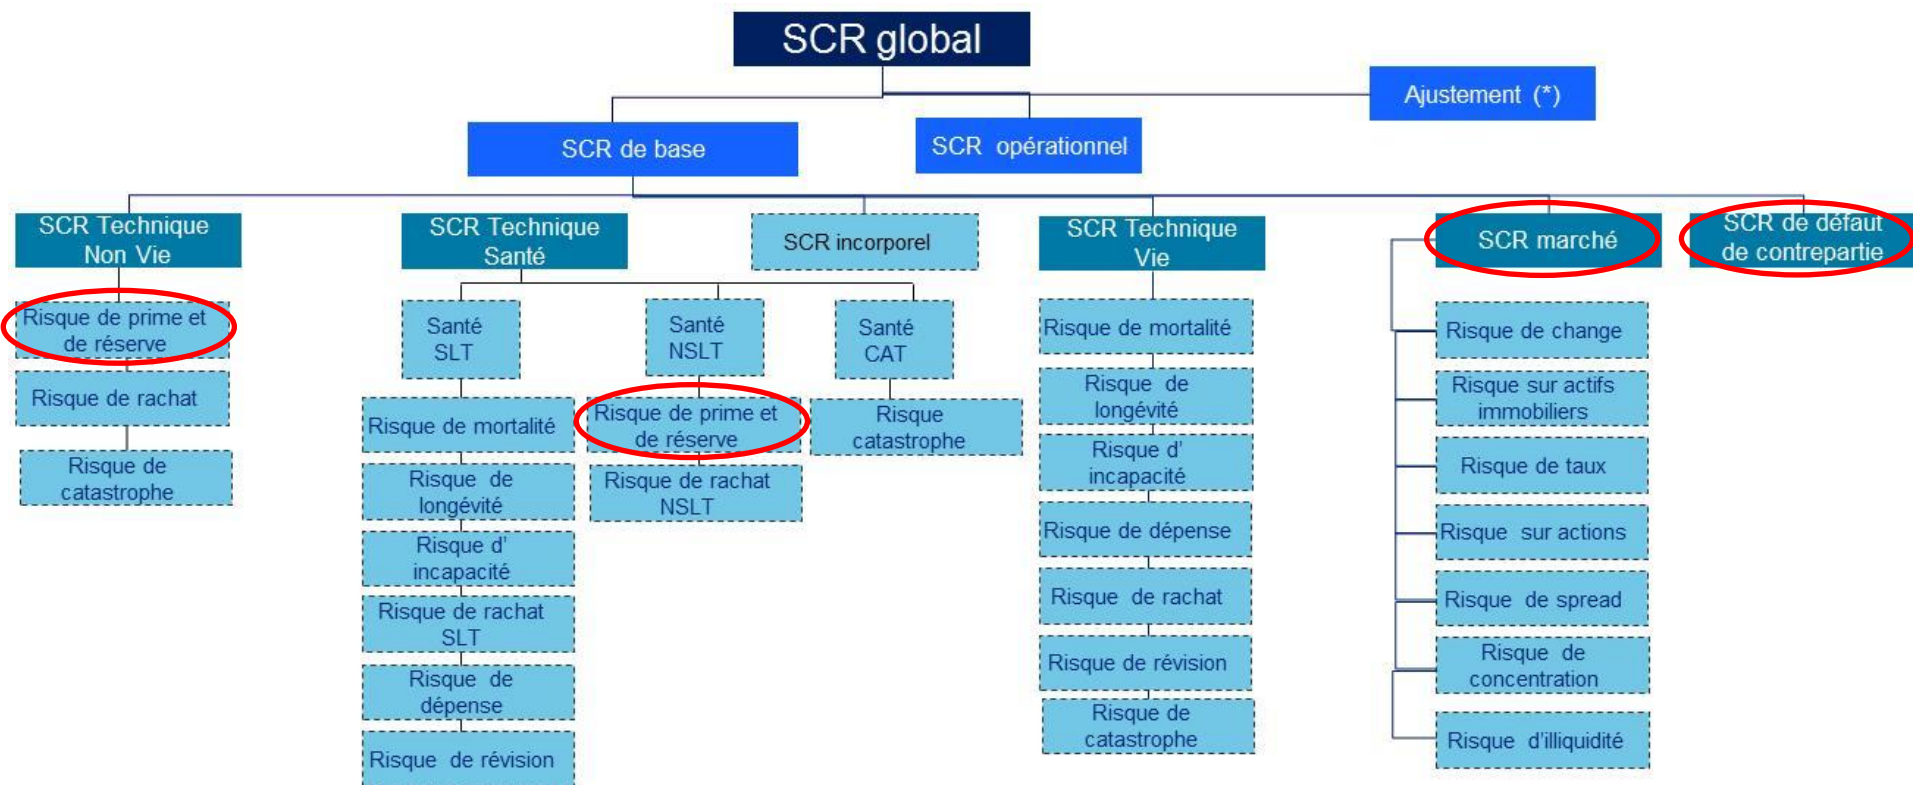 SCR global
Ajustement (*)
SCR de base
SCR opérationnel
SCR Technique
Non Vie
Risque de prime et
de réserve
Risque de rachat
Risque de
catastrophe
SCR Technique
Santé
Santé
SLT
Risque de mortalité
Risque de
longévité
Risque d'
incapacité
Risque de rachat
SLT
Risque de
dépense
Risque de révision
Santé
NSLT
Risque de prime et
de réserve
Risque de rachat
NSLT
Santé
CAT
Risque
catastrophe
SCR incorporel
SCR Technique
Vie
Risque de mortalité
Risque de
longévité
Risque d'
incapacité
Risque de dépense
Risque de rachat
Risque de révision
Risque de
catastrophe
SCR marché
Risque de change
Risque sur actifs
immobiliers
Risque de taux
Risque sur actions
Risque de spread
Risque de
concentration
Risque d'illiquidité
SCR de défaut
de contrepartie